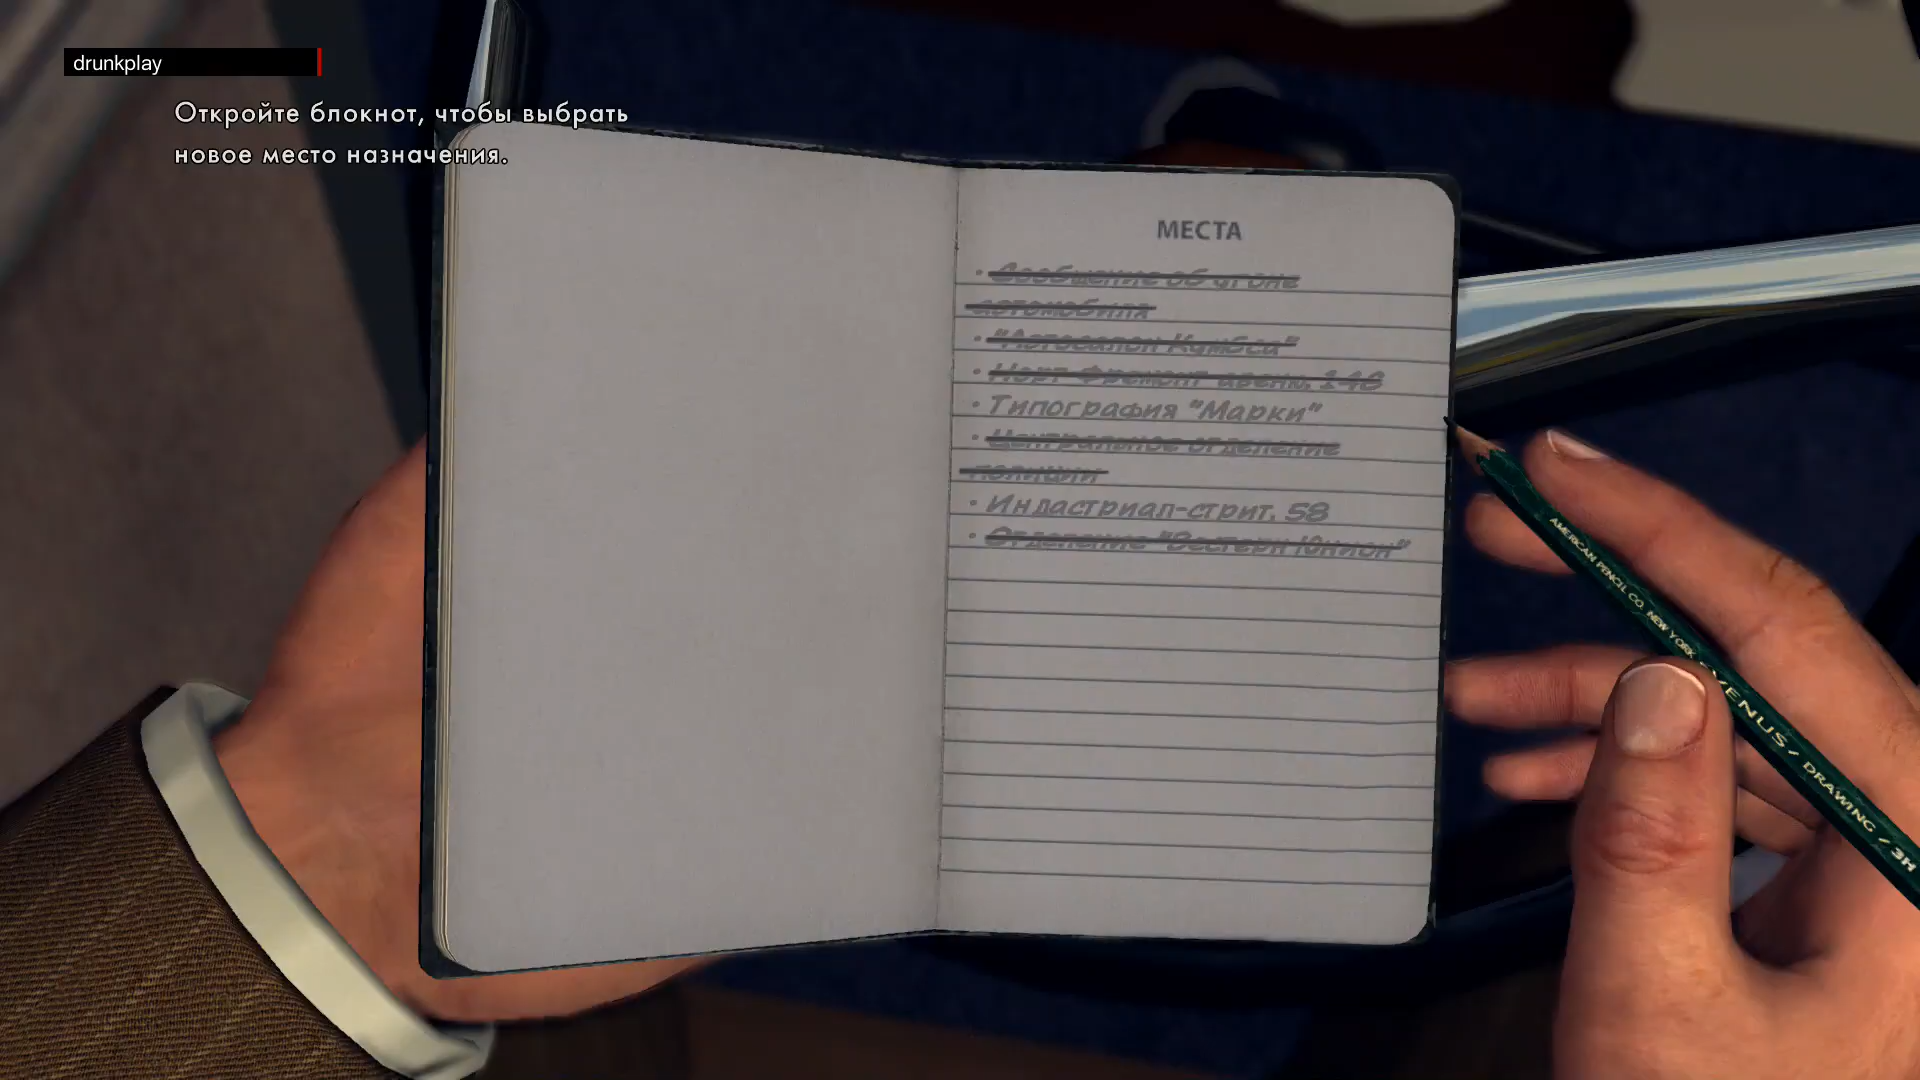 drunkplay
Откройте блокнот, чтобы выбрать
новое место назначения.
МЕСТА
· Сообщение об угоне
автомобиля
· "Автосалон Кумбса"
· Норт Фремонт-авеню, 146
· Типография "Марки"
· Центральное отделение
полиции
· Индастриал-стрит, 58
· Отделение "Вестерн Юнион"
AMERICAN PENCIL CO. NEW YORK VENUS / DRAWING / 3H